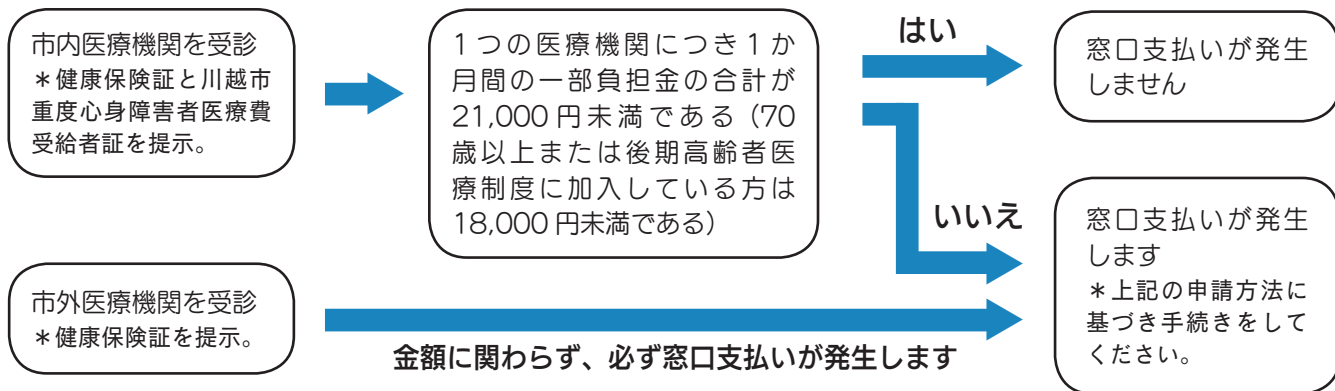 市内医療機関を受診
＊健康保険証と川越市
重度心身障害者医療費
受給者証を提示。
１つの医療機関につき１か
月間の一部負担金の合計が
21,000 円未満である（70
歳以上または後期高齢者医
療制度に加入している方は
18,000 円未満である）
はい
窓口支払いが発生
しません
いいえ
窓口支払いが発生
します
＊上記の申請方法に
基づき手続きをして
ください。
市外医療機関を受診
＊健康保険証を提示。
金額に関わらず、必ず窓口支払いが発生します